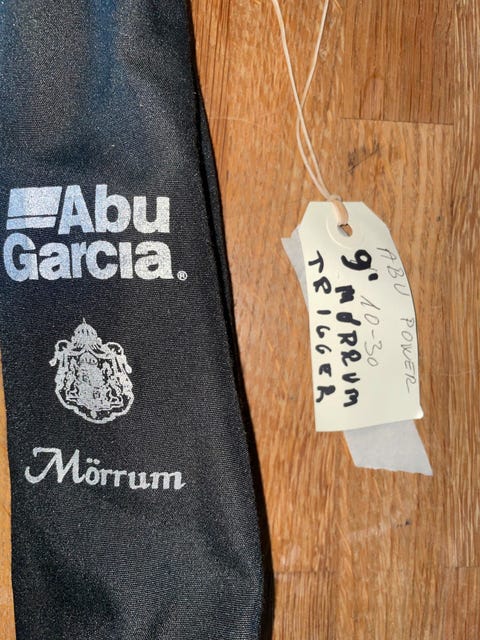 Abu
Garcia®
Mörrum
ABU POWER
10-30
9' MÖRRUM
TRIGGER